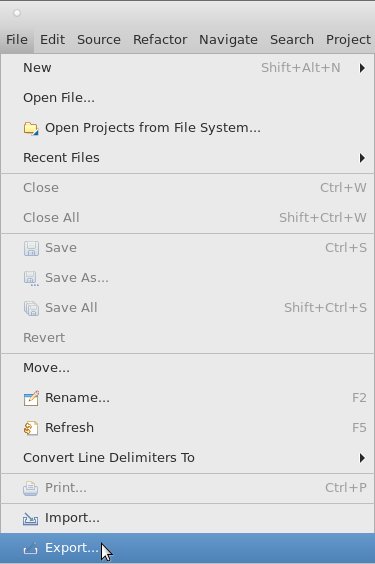 File Edit Source Refactor Navigate Search Project
New Shift+Alt+N
Open File...
Open Projects from File System...
Recent Files
Close Ctrl+W
Close All Shift+Ctrl+W
Save Ctrl+S
Save As...
Save All Shift+Ctrl+S
Revert
Move...
Rename... F2
Refresh F5
Convert Line Delimiters To
Print... Ctrl+P
Import...
Export...